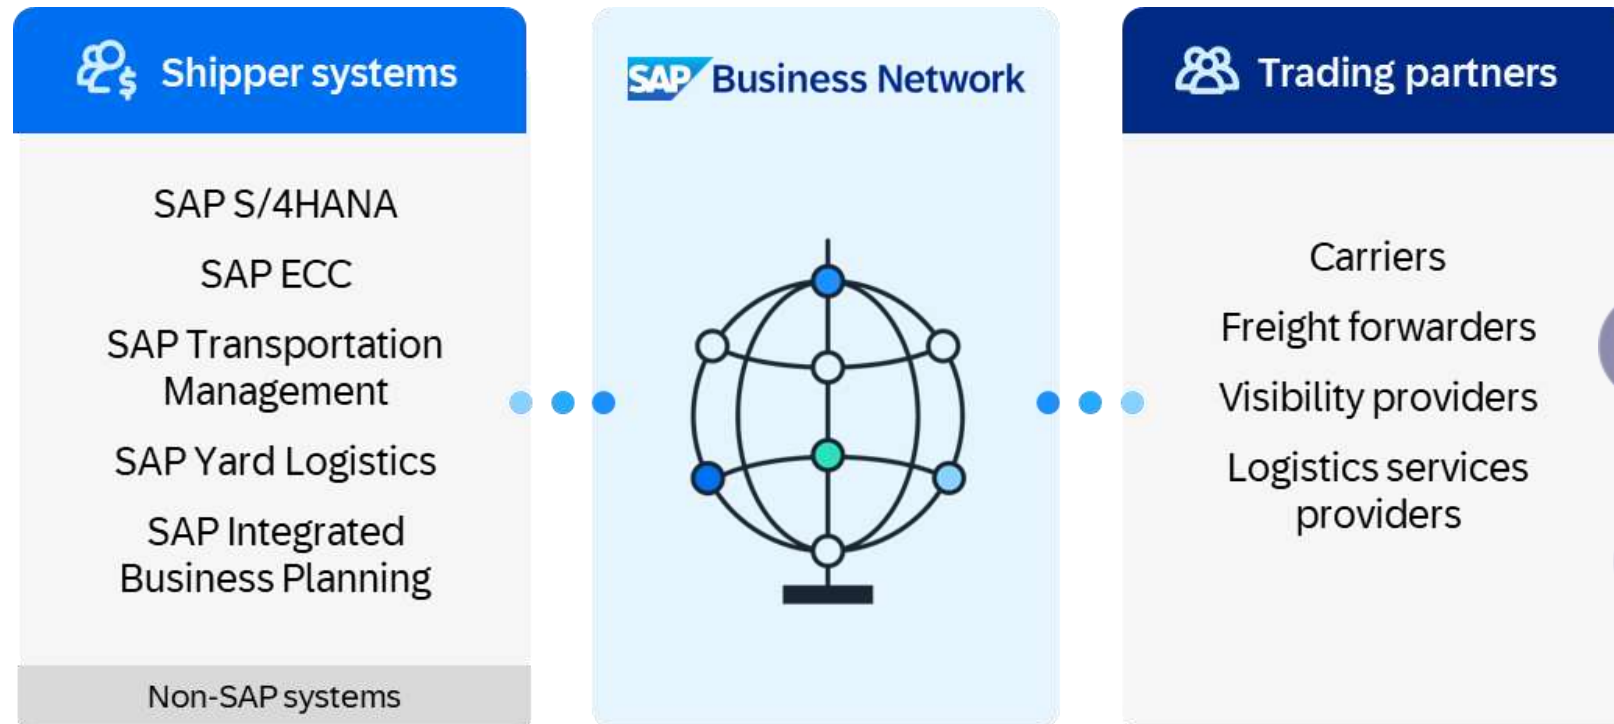 Shipper systems
SAP S/4HANA
SAP ECC
SAP Transportation
Management
SAP Yard Logistics
SAP Integrated
Business Planning
Non-SAP systems
SAP Business Network
Trading partners
Carriers
Freight forwarders
Visibility providers
Logistics services
providers